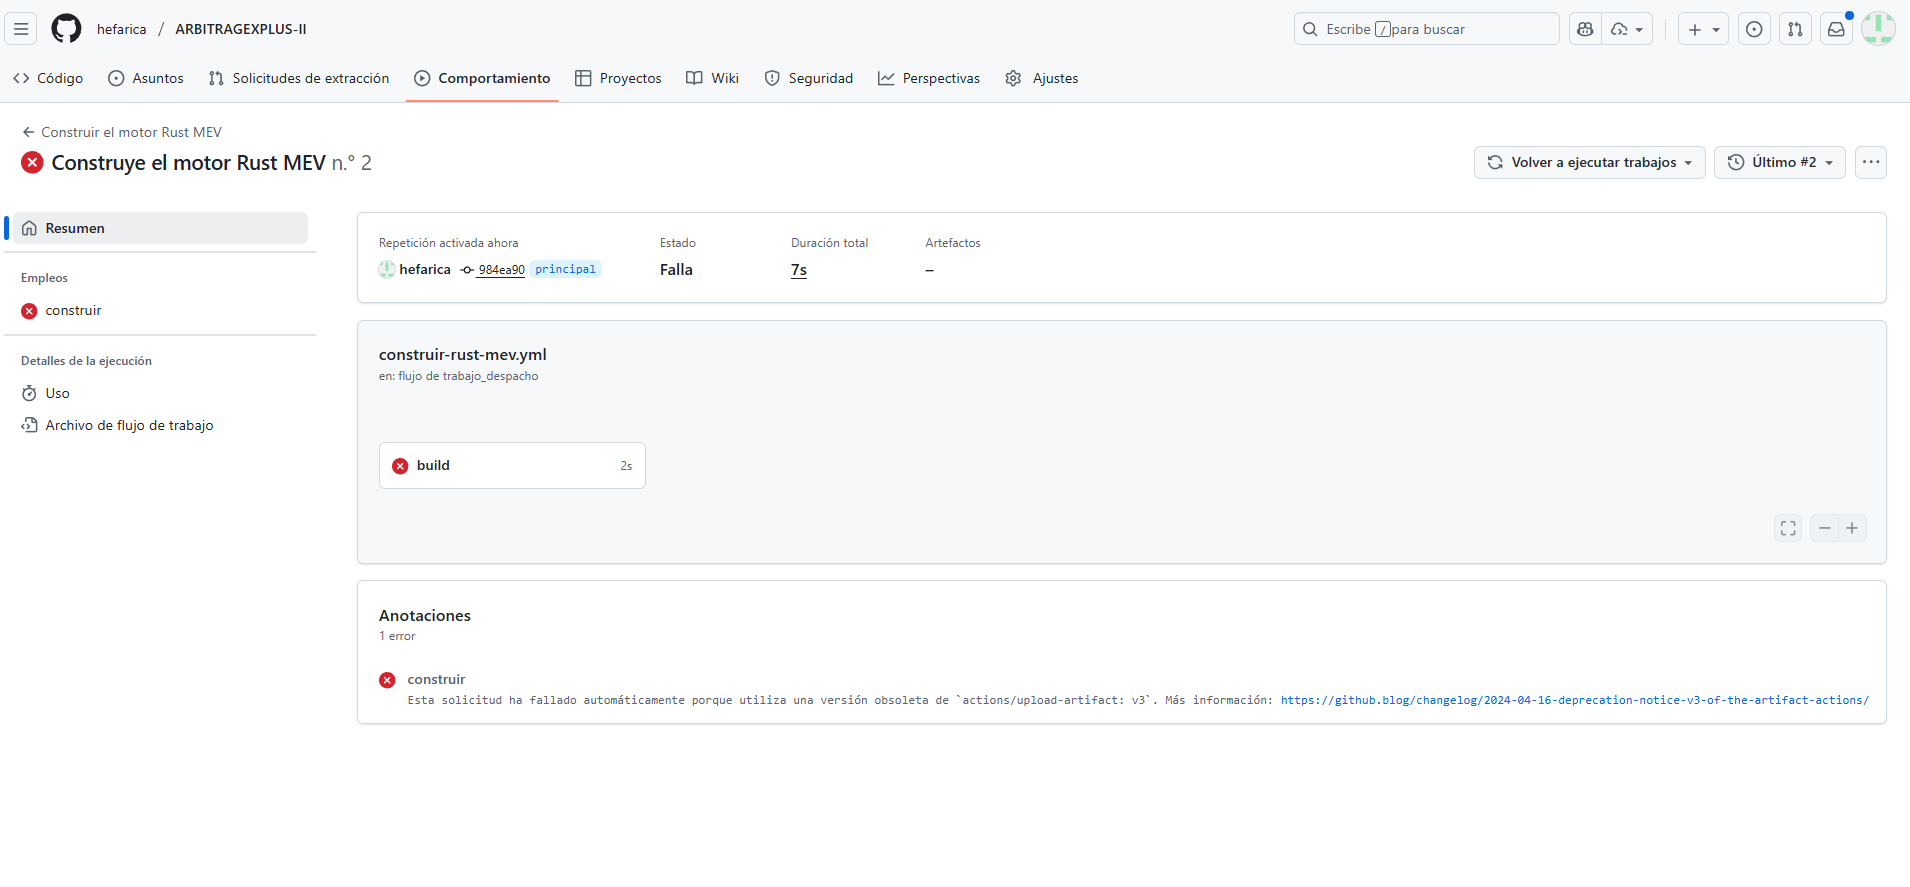 hefarica / ARBITRAGEXPLUS-II
Escribe / para buscar
Código Asuntos Solicitudes de extracción Comportamiento Proyectos Wiki Seguridad Perspectivas Ajustes
Construir el motor Rust MEV
Construye el motor Rust MEV n.° 2
Volver a ejecutar trabajos
Último #2
Resumen
Empleos
construir
Detalles de la ejecución
Uso
Archivo de flujo de trabajo
Repetición activada ahora
hefarica 984ea90 principal
Estado
Falla
Duración total
7s
Artefactos
–
construir-rust-mev.yml
en: flujo de trabajo_despacho
build 2s
Anotaciones
1 error
construir
Esta solicitud ha fallado automáticamente porque utiliza una versión obsoleta de `actions/upload-artifact: v3`. Más información: https://github.blog/changelog/2024-04-16-deprecation-notice-v3-of-the-artifact-actions/